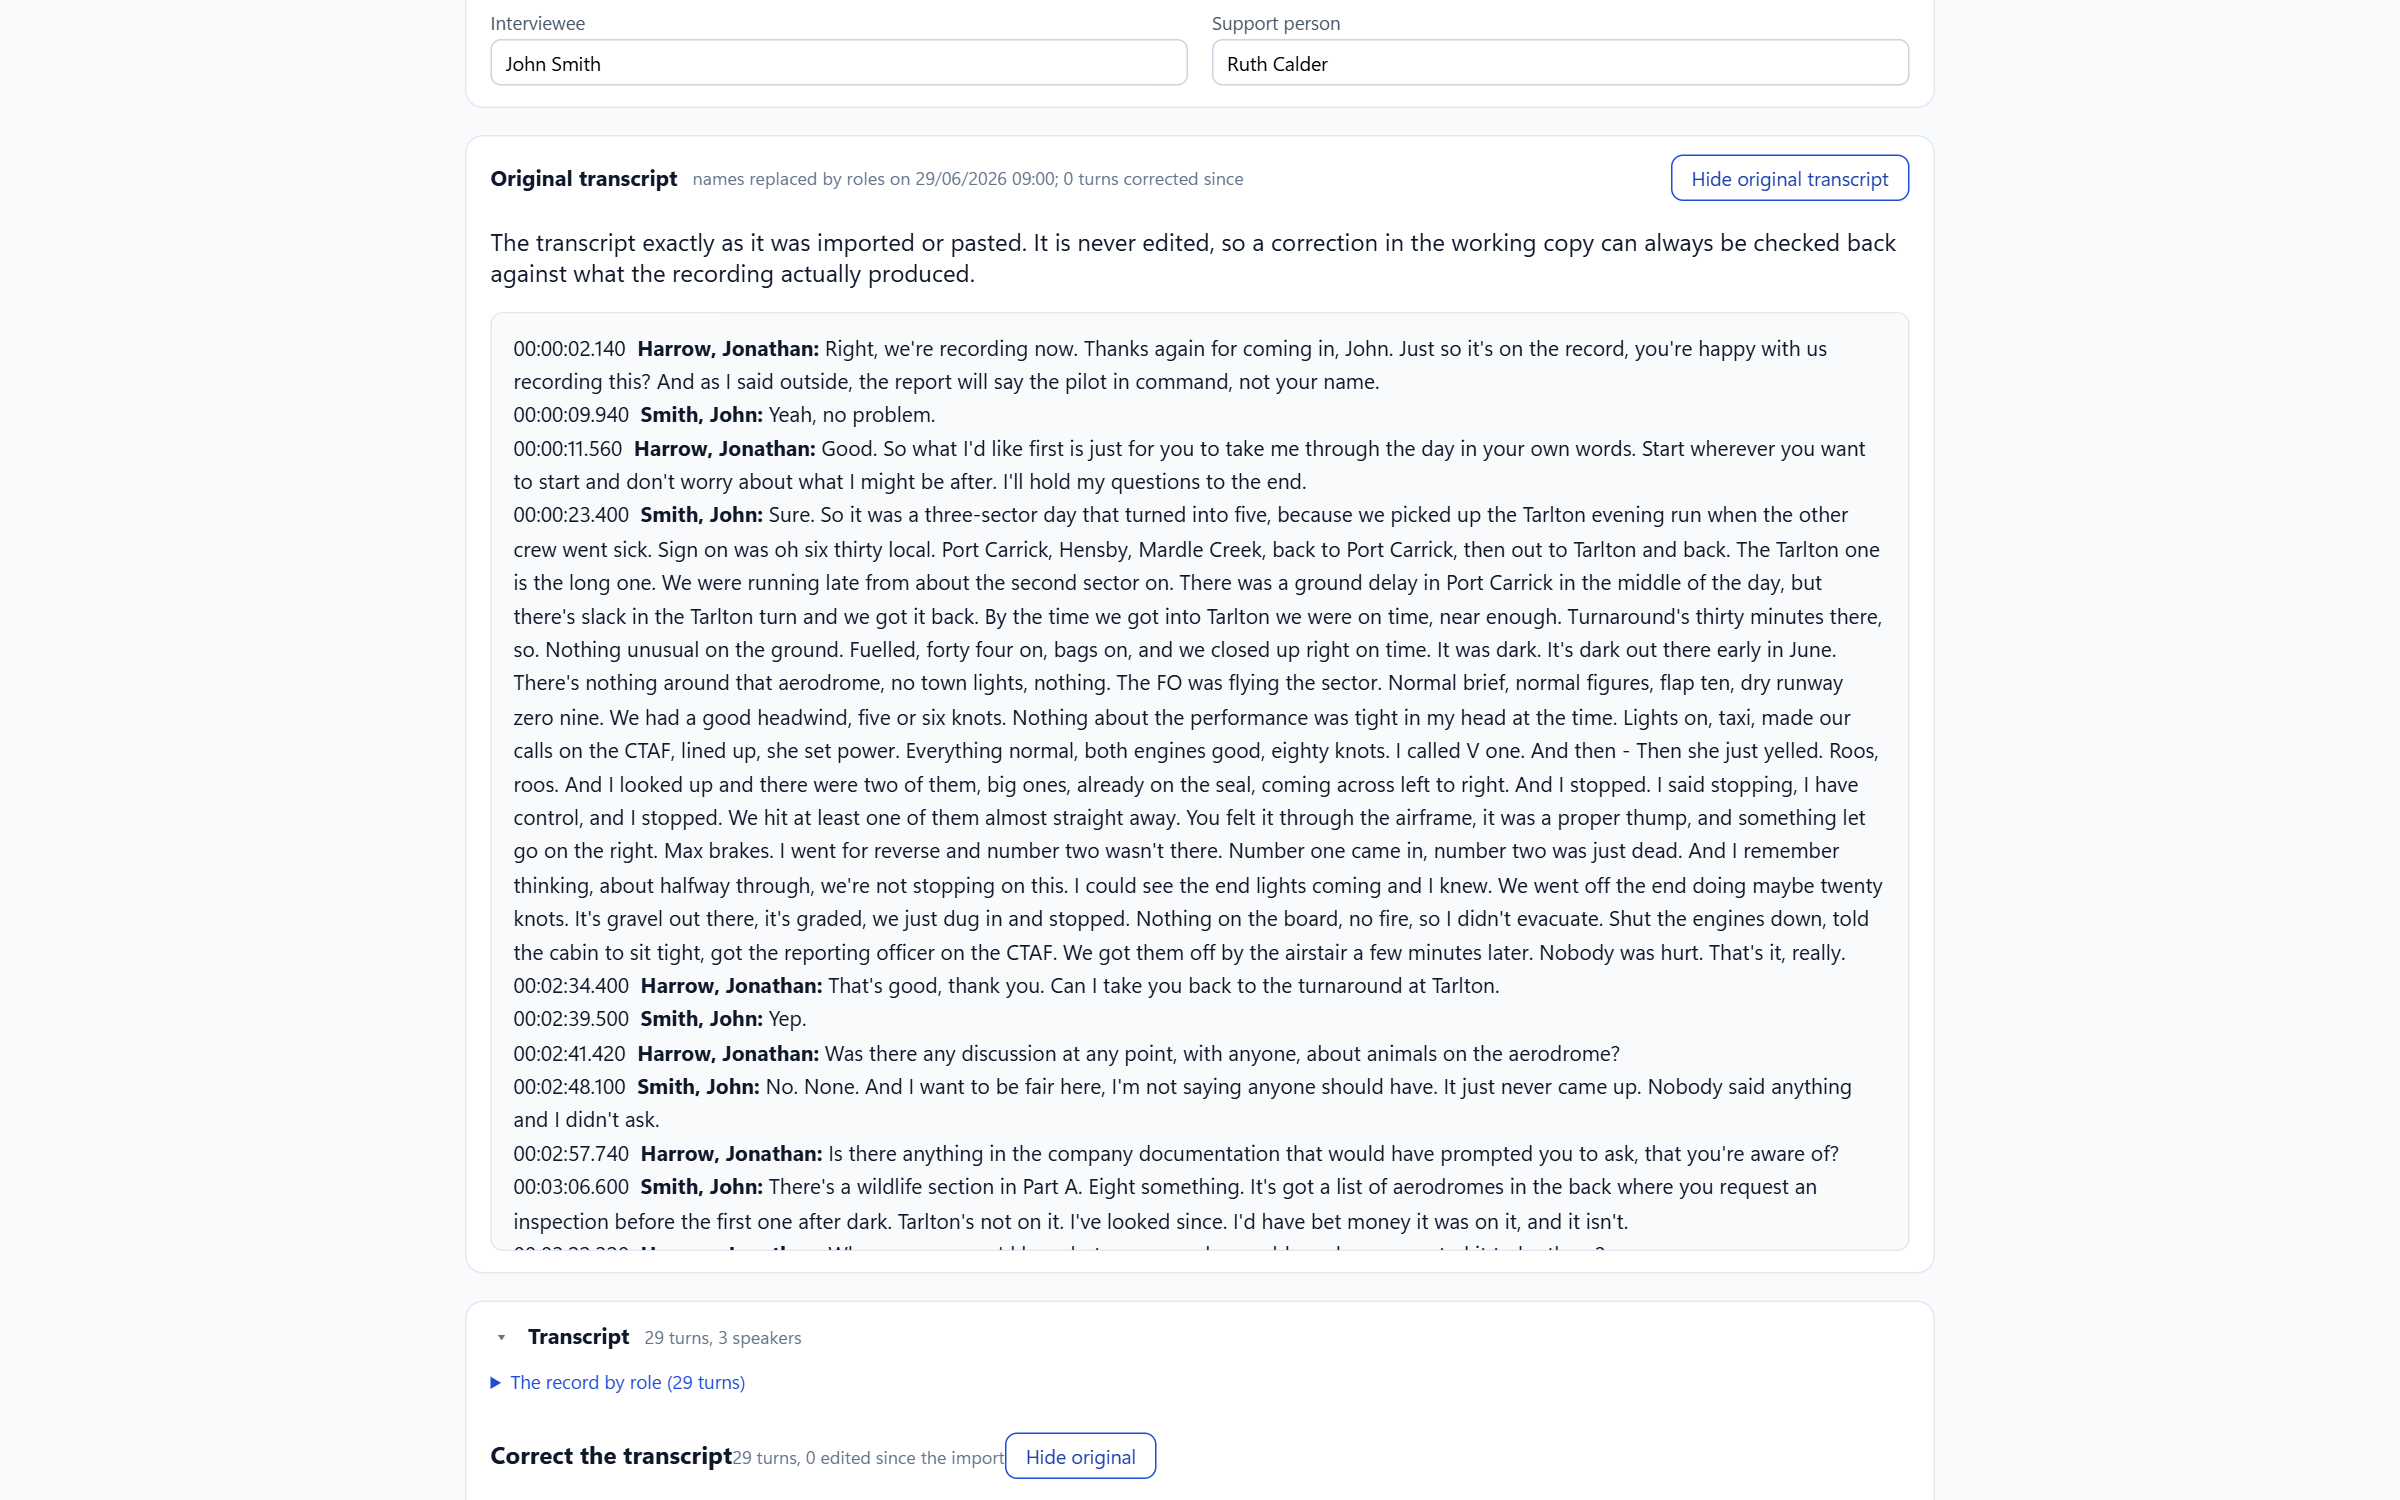 Interviewee
Support person
John Smith
Ruth Calder
Original transcript names replaced by roles on 29/06/2026 09:00; 0 turns corrected since
Hide original transcript
The transcript exactly as it was imported or pasted. It is never edited, so a correction in the working copy can always be checked back
against what the recording actually produced.
00:00:02.140 Harrow, Jonathan: Right, we're recording now. Thanks again for coming in, John. Just so it's on the record, you're happy with us
recording this? And as I said outside, the report will say the pilot in command, not your name.
00:00:09.940 Smith, John: Yeah, no problem.
00:00:11.560 Harrow, Jonathan: Good. So what I'd like first is just for you to take me through the day in your own words. Start wherever you want
to start and don't worry about what I might be after. I'll hold my questions to the end.
00:00:23.400 Smith, John: Sure. So it was a three-sector day that turned into five, because we picked up the Tarlton evening run when the other
crew went sick. Sign on was oh six thirty local. Port Carrick, Hensby, Mardle Creek, back to Port Carrick, then out to Tarlton and back. The Tarlton one
is the long one. We were running late from about the second sector on. There was a ground delay in Port Carrick in the middle of the day, but
there's slack in the Tarlton turn and we got it back. By the time we got into Tarlton we were on time, near enough. Turnaround's thirty minutes there,
so. Nothing unusual on the ground. Fuelled, forty four on, bags on, and we closed up right on time. It was dark. It's dark out there early in June.
There's nothing around that aerodrome, no town lights, nothing. The FO was flying the sector. Normal brief, normal figures, flap ten, dry runway
zero nine. We had a good headwind, five or six knots. Nothing about the performance was tight in my head at the time. Lights on, taxi, made our
calls on the CTAF, lined up, she set power. Everything normal, both engines good, eighty knots. I called V one. And then - Then she just yelled. Roos,
roos. And I looked up and there were two of them, big ones, already on the seal, coming across left to right. And I stopped. I said stopping, I have
control, and I stopped. We hit at least one of them almost straight away. You felt it through the airframe, it was a proper thump, and something let
go on the right. Max brakes. I went for reverse and number two wasn't there. Number one came in, number two was just dead. And I remember
thinking, about halfway through, we're not stopping on this. I could see the end lights coming and I knew. We went off the end doing maybe twenty
knots. It's gravel out there, it's graded, we just dug in and stopped. Nothing on the board, no fire, so I didn't evacuate. Shut the engines down, told
the cabin to sit tight, got the reporting officer on the CTAF. We got them off by the airstair a few minutes later. Nobody was hurt. That's it, really.
00:02:34.400 Harrow, Jonathan: That's good, thank you. Can I take you back to the turnaround at Tarlton.
00:02:39.500 Smith, John: Yep.
00:02:41.420 Harrow, Jonathan: Was there any discussion at any point, with anyone, about animals on the aerodrome?
00:02:48.100 Smith, John: No. None. And I want to be fair here, I'm not saying anyone should have. It just never came up. Nobody said anything
and I didn't ask.
00:02:57.740 Harrow, Jonathan: Is there anything in the company documentation that would have prompted you to ask, that you're aware of?
00:03:06.600 Smith, John: There's a wildlife section in Part A. Eight something. It's got a list of aerodromes in the back where you request an
inspection before the first one after dark. Tarlton's not on it. I've looked since. I'd have bet money it was on it, and it isn't.
Transcript 29 turns, 3 speakers
The record by role (29 turns)
Correct the transcript 29 turns, 0 edited since the import Hide original